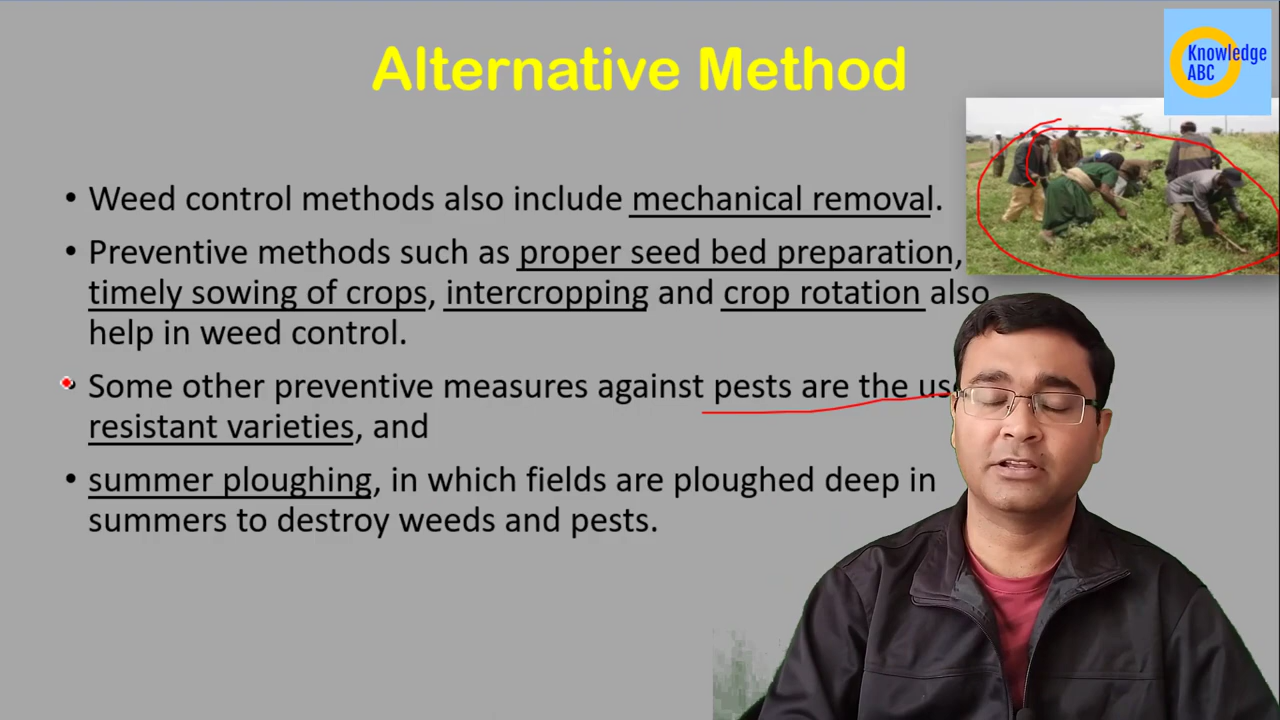 Alternative Method
Knowledge
ABC
• Weed control methods also include mechanical removal.
• Preventive methods such as proper seed bed preparation,
timely sowing of crops, intercropping and crop rotation also
help in weed control.
• Some other preventive measures against pests are the
resistant varieties, and
• summer ploughing, in which fields are ploughed deep in
summers to destroy weeds and pests.